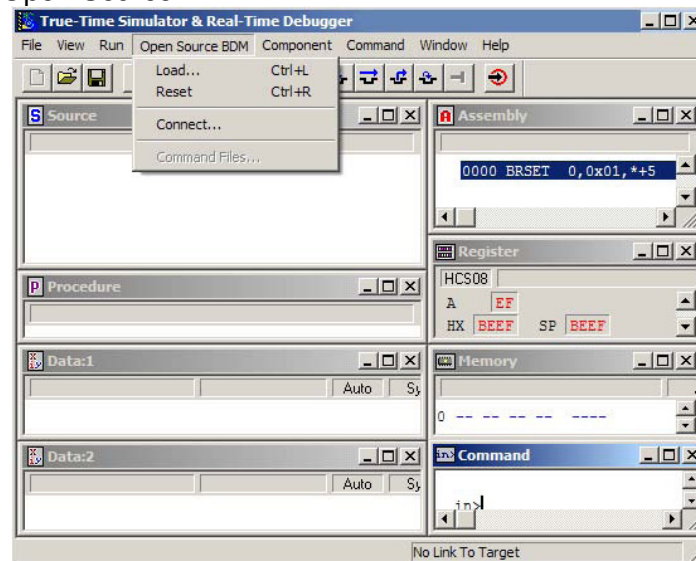 True-Time Simulator & Real-Time Debugger
File View Run Open Source BDM Component Command Window Help
Load... Ctrl+L
Reset Ctrl+R
Connect...
Command Files...
Source
Assembly
0000 BRSET 0,0x01,*+5
Register
HCS08
A EF
HX BEEF SP BEEF
Procedure
Data:1
Auto Sy
Memory
0 -- -- -- -- ----
Data:2
Auto Sy
Command
in>
No Link To Target